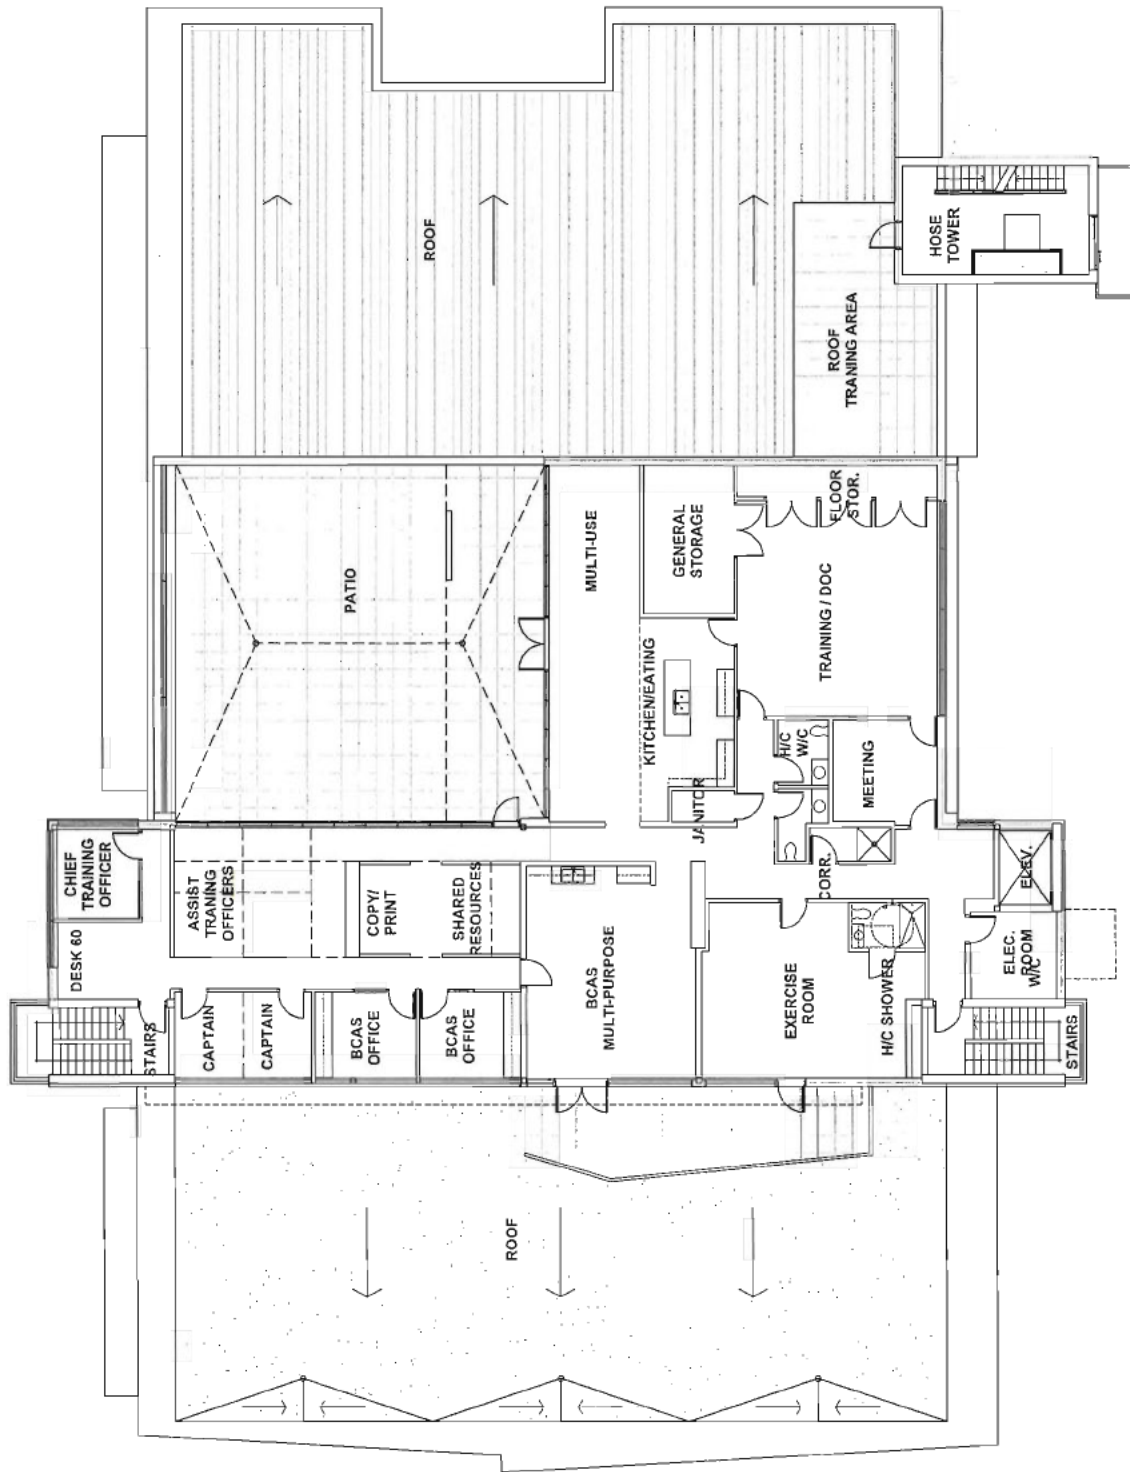 ROOF
HOSE
TOWER
ROOF
TRANING AREA
PATIO
MULTI-USE
GENERAL
STORAGE
FLOOR
STOR.
TRAINING / DOC
KITCHEN/EATING
H/C
W/C
MEETING
JANITOR
CHIEF
TRAINING
OFFICER
ASSIST
TRANING
OFFICERS
COPY/
PRINT
SHARED
RESOURCES
CORR.
ELEV.
DESK 60
BCAS
MULTI-PURPOSE
EXERCISE
ROOM
H/C SHOWER
ELEC.
ROOM
W/C
STAIRS
CAPTAIN
CAPTAIN
BCAS
OFFICE
BCAS
OFFICE
STAIRS
ROOF